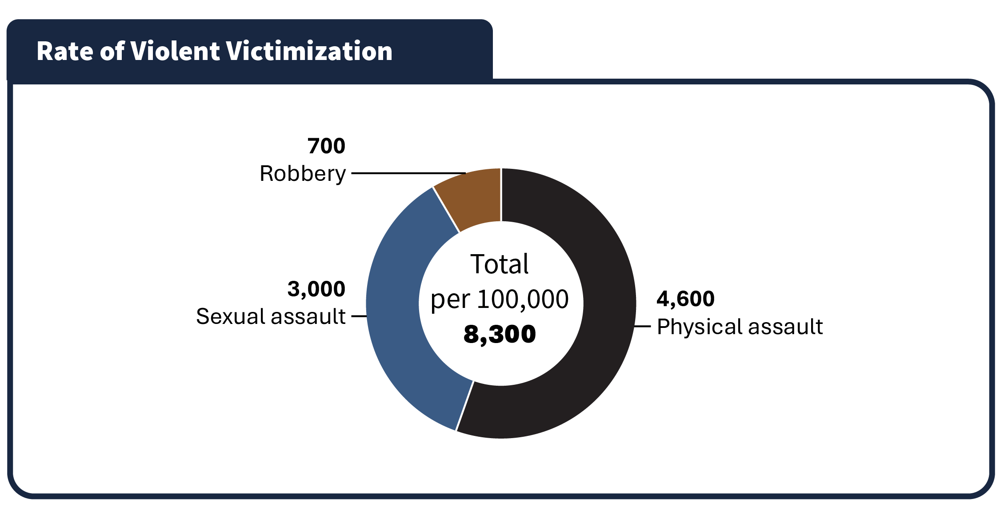 Rate of Violent Victimization
700
Robbery
3,000
Sexual assault
Total
per 100,000
8,300
4,600
Physical assault